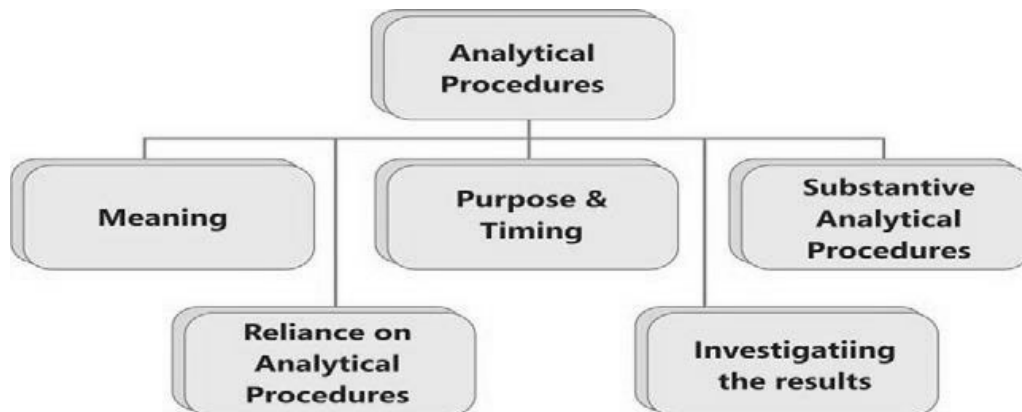 Analytical
Procedures
Meaning
Purpose &
Timing
Substantive
Analytical
Procedures
Reliance on
Analytical
Procedures
Investigatiing
the results